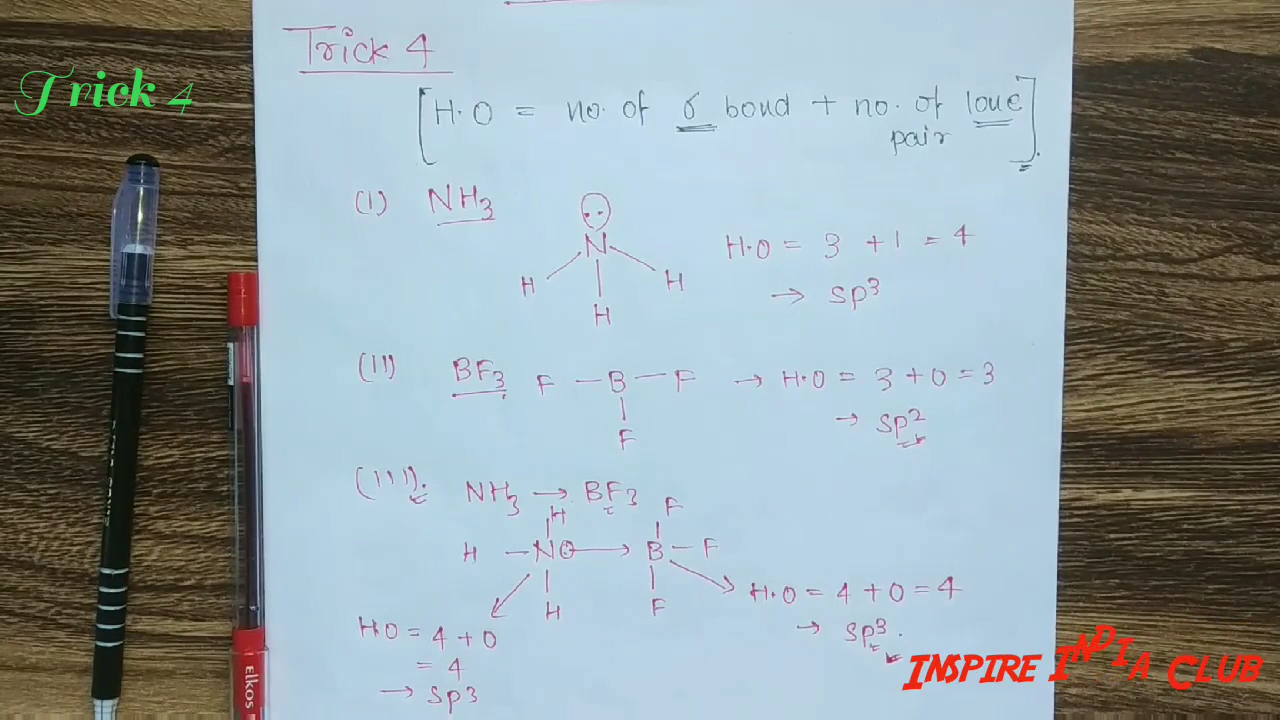 Trick 4
Trick 4
[H.O = no. of σ bond + no. of lone
pair].
(I) NH3
N
H H
H
H.O = 3 + 1 = 4
→ sp3
(II) BF3 F — B — F → H.O = 3 + 0 = 3
F
→ sp2
(III). NH3 → BF3
H F
H — N → B — F
H F
H.O = 4 + 0 = 4
→ sp3.
H.O = 4 + 0
= 4
→ sp3
Elkos
INSPIRE INDIA CLUB